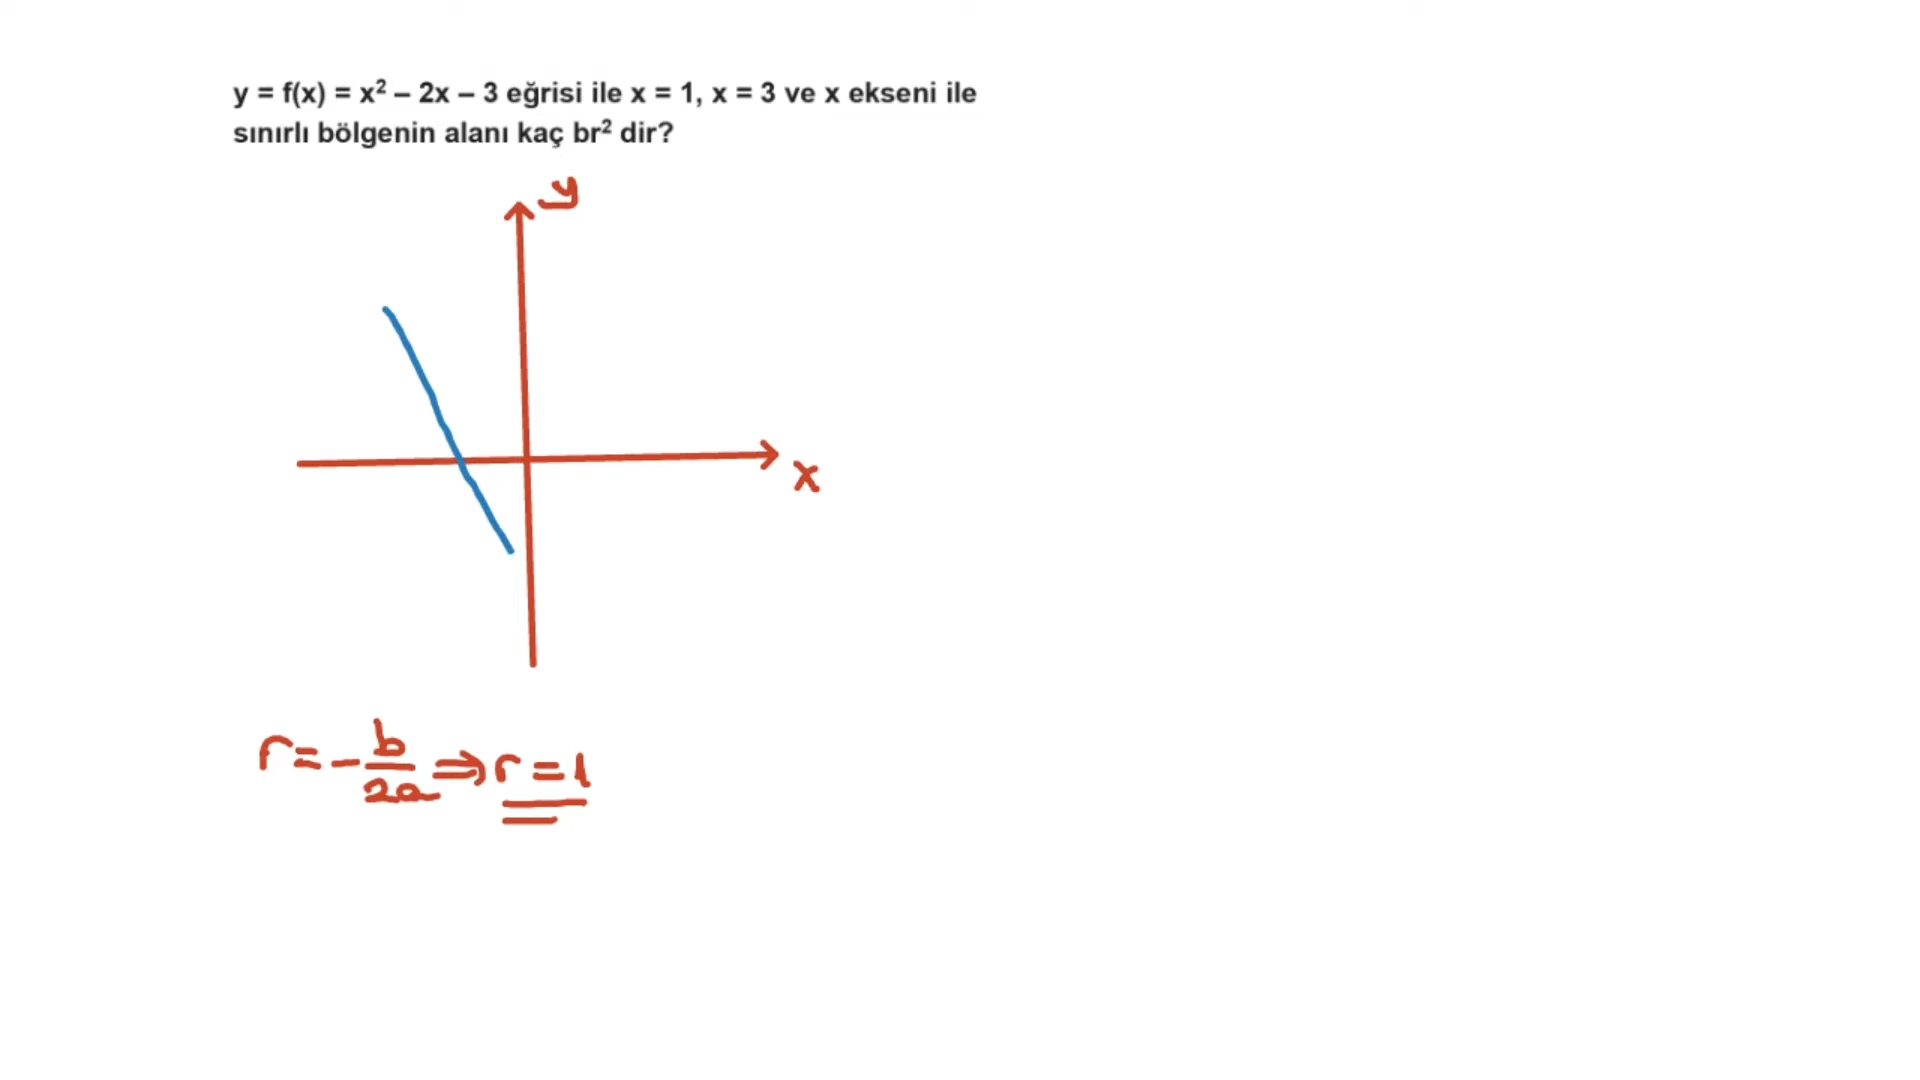 y = f(x) = x² – 2x – 3 eğrisi ile x = 1, x = 3 ve x ekseni ile
sınırlı bölgenin alanı kaç br² dir?
y
x
r = - b/2a ⇒ r = 1